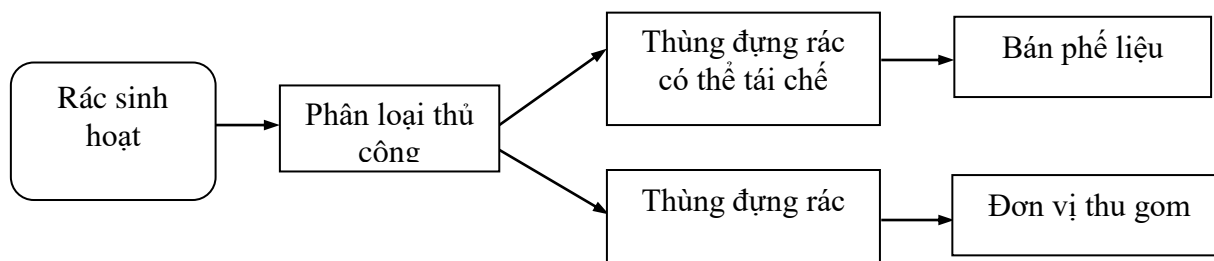 Rác sinh
hoạt
Phân loại thủ
công
Thùng đựng rác
có thể tái chế
Bán phế liệu
Thùng đựng rác
Đơn vị thu gom